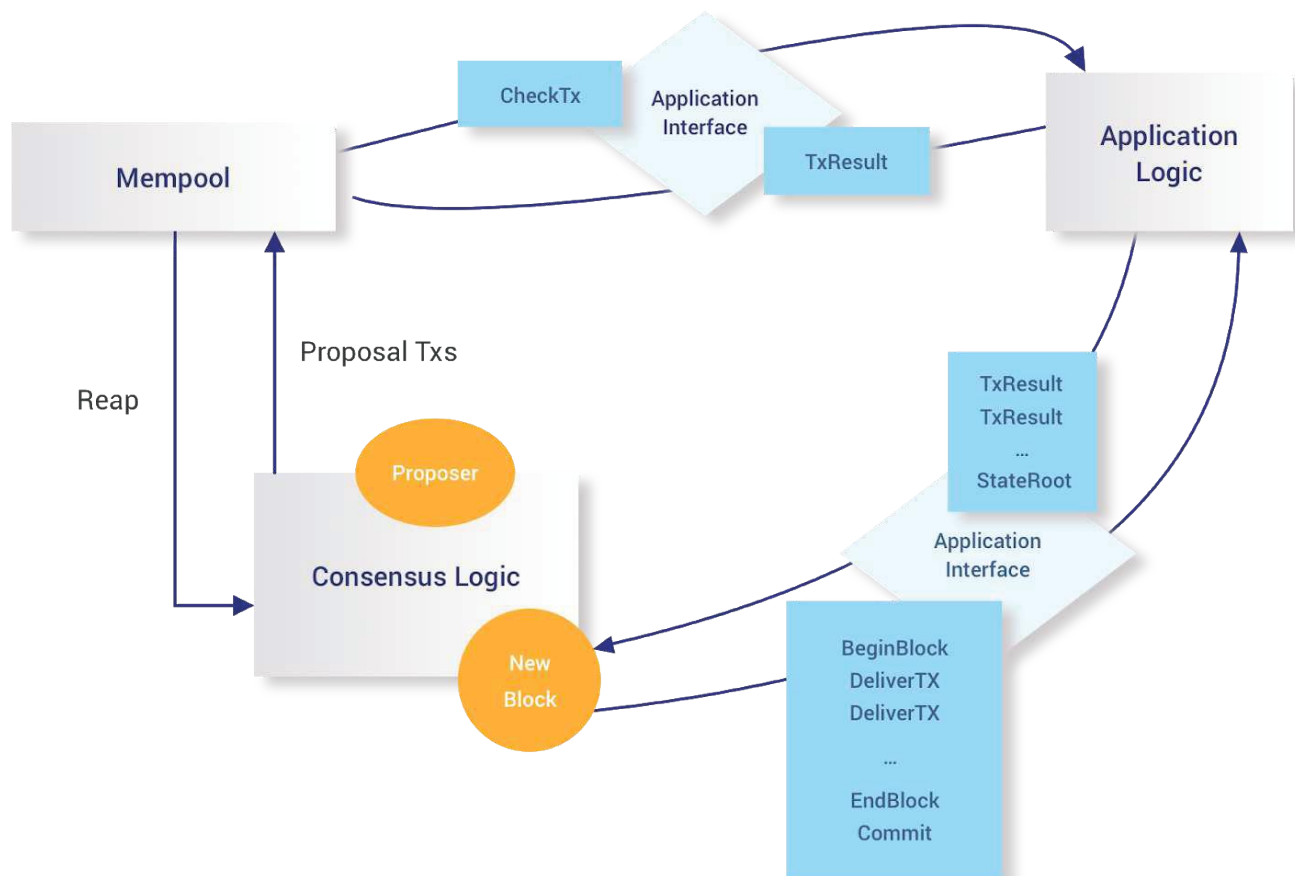 CheckTx
Application
Interface
TxResult
Mempool
Application
Logic
Proposal Txs
Reap
TxResult
TxResult
...
StateRoot
Proposer
Consensus Logic
Application
Interface
New
Block
BeginBlock
DeliverTX
DeliverTX
...
EndBlock
Commit